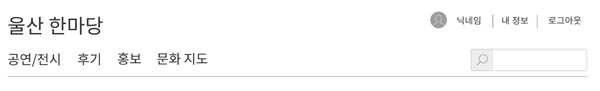 울산 한마당
닉네임 | 내 정보 | 로그아웃
공연/전시 후기 홍보 문화 지도